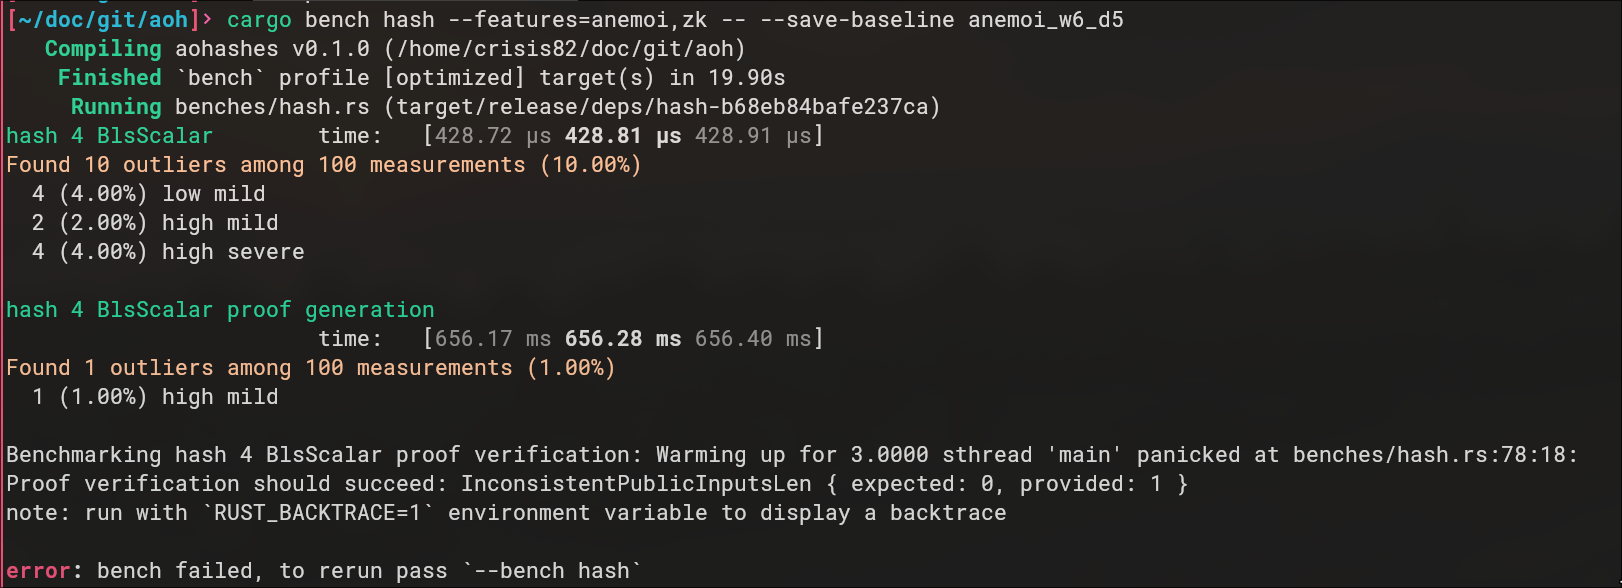 [~/doc/git/aoh]› cargo bench hash --features=anemoi,zk -- --save-baseline anemoi_w6_d5
Compiling aohashes v0.1.0 (/home/crisis82/doc/git/aoh)
Finished `bench` profile [optimized] target(s) in 19.90s
Running benches/hash.rs (target/release/deps/hash-b68eb84bafe237ca)
hash 4 BlsScalar time: [428.72 µs 428.81 µs 428.91 µs]
Found 10 outliers among 100 measurements (10.00%)
4 (4.00%) low mild
2 (2.00%) high mild
4 (4.00%) high severe
hash 4 BlsScalar proof generation
time: [656.17 ms 656.28 ms 656.40 ms]
Found 1 outliers among 100 measurements (1.00%)
1 (1.00%) high mild
Benchmarking hash 4 BlsScalar proof verification: Warming up for 3.0000 sthread 'main' panicked at benches/hash.rs:78:18:
Proof verification should succeed: InconsistentPublicInputsLen { expected: 0, provided: 1 }
note: run with `RUST_BACKTRACE=1` environment variable to display a backtrace
error: bench failed, to rerun pass `--bench hash`